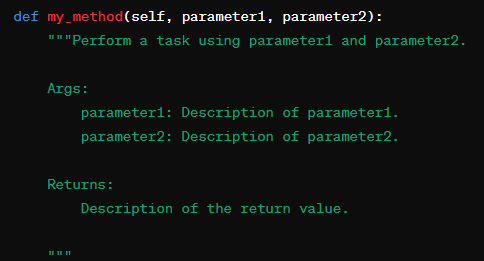 def my_method(self, parameter1, parameter2):
    """Perform a task using parameter1 and parameter2.
    Args:
        parameter1: Description of parameter1.
        parameter2: Description of parameter2.
    Returns:
        Description of the return value.
    """